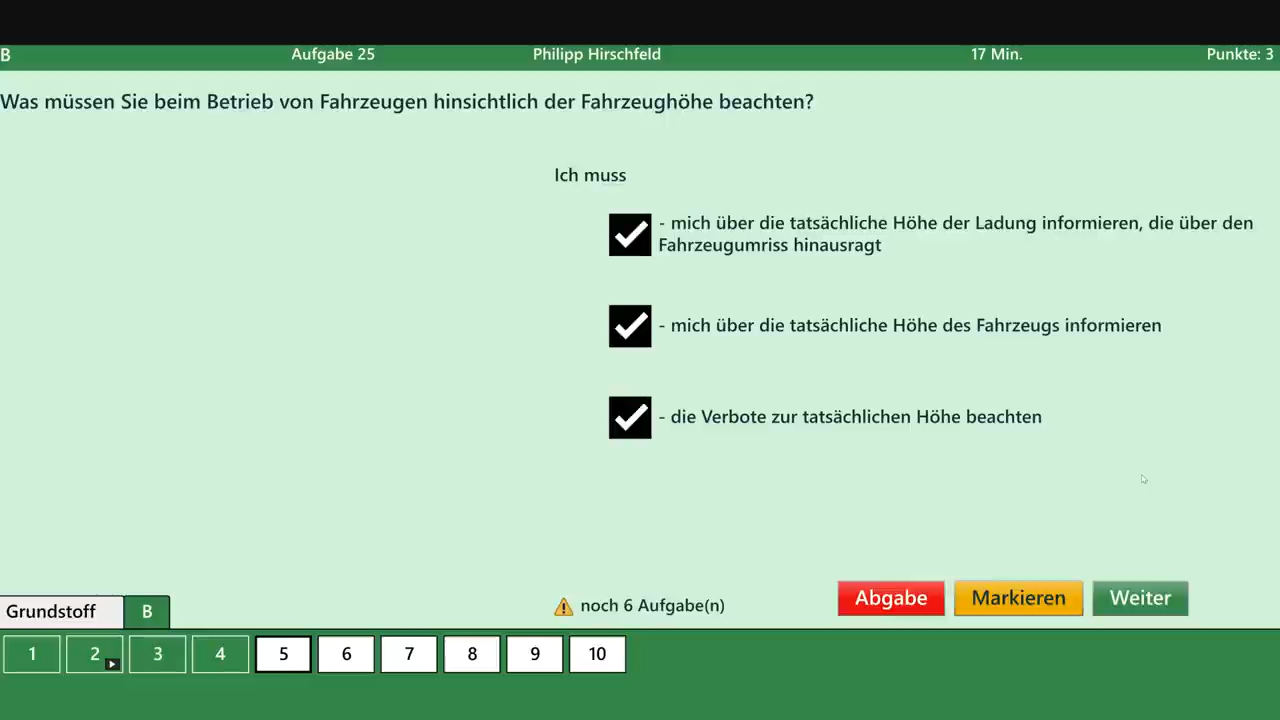 B Aufgabe 25 Philipp Hirschfeld 17 Min. Punkte: 3
Was müssen Sie beim Betrieb von Fahrzeugen hinsichtlich der Fahrzeughöhe beachten?
Ich muss
- mich über die tatsächliche Höhe der Ladung informieren, die über den
Fahrzeugumriss hinausragt
- mich über die tatsächliche Höhe des Fahrzeugs informieren
- die Verbote zur tatsächlichen Höhe beachten
noch 6 Aufgabe(n) Abgabe Markieren Weiter
Grundstoff B
1 2 3 4 5 6 7 8 9 10